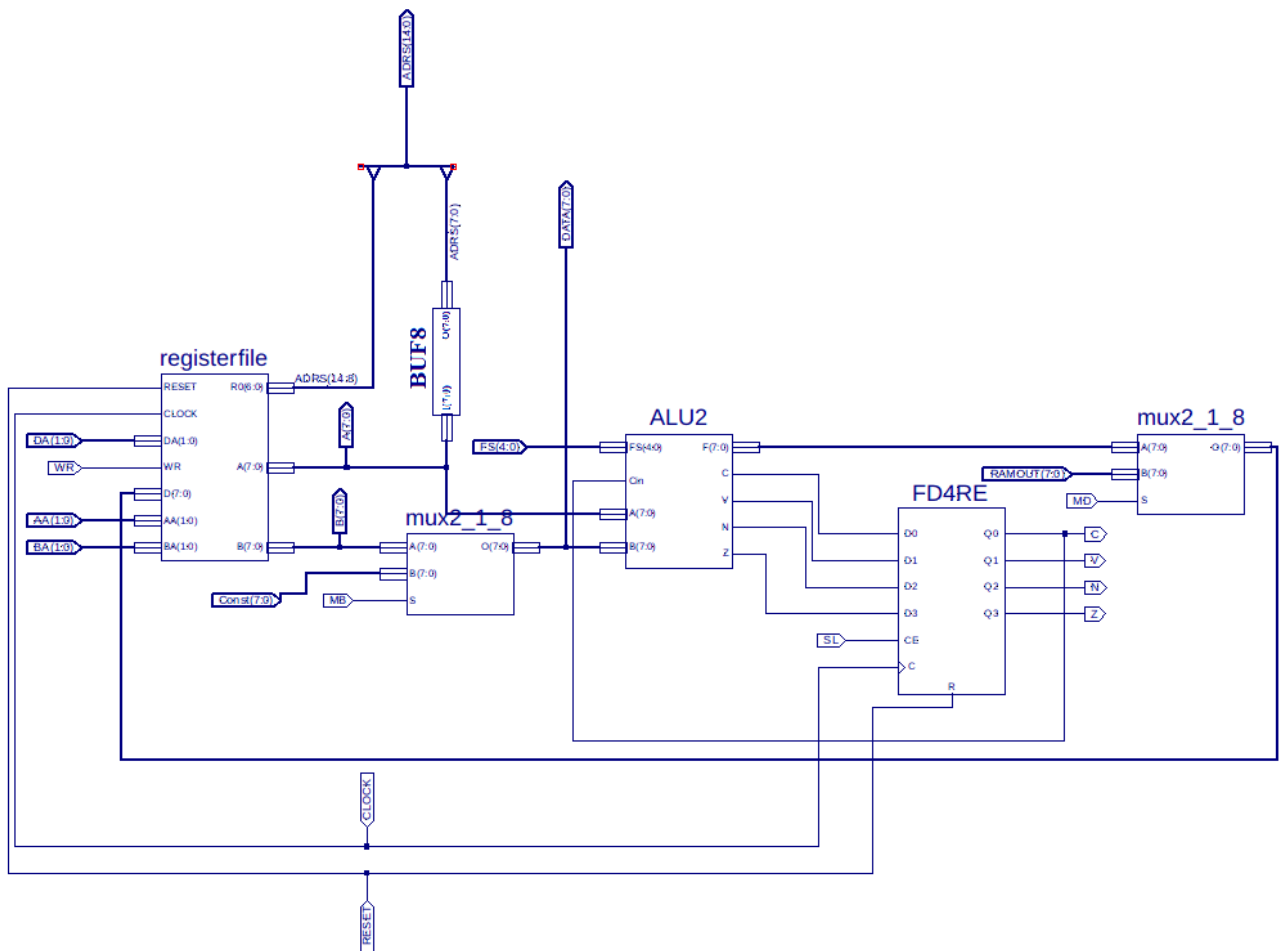 ADRS(14:0)
DATA(7:0)
ADRS(7:0)
O(7:0)
BUF8
I(7:0)
registerfile
RESET
R0(6:0)
ADRS(14:8)
CLOCK
A(7:0)
ALU2
mux2_1_8
DA(1:0)
DA(1:0)
FS(4:0)
FS(4:0)
F(7:0)
A(7:0)
O(7:0)
WR
WR
A(7:0)
Cin
C
RAMOUT(7:0)
B(7:0)
D(7:0)
V
FD4RE
MD
S
AA(1:0)
AA(1:0)
B(7:0)
mux2_1_8
A(7:0)
N
D0
Q0
C
BA(1:0)
BA(1:0)
B(7:0)
A(7:0)
O(7:0)
B(7:0)
Z
D1
Q1
V
B(7:0)
D2
Q2
N
Const(7:0)
MB
S
D3
Q3
Z
SL
CE
C
R
CLOCK
RESET